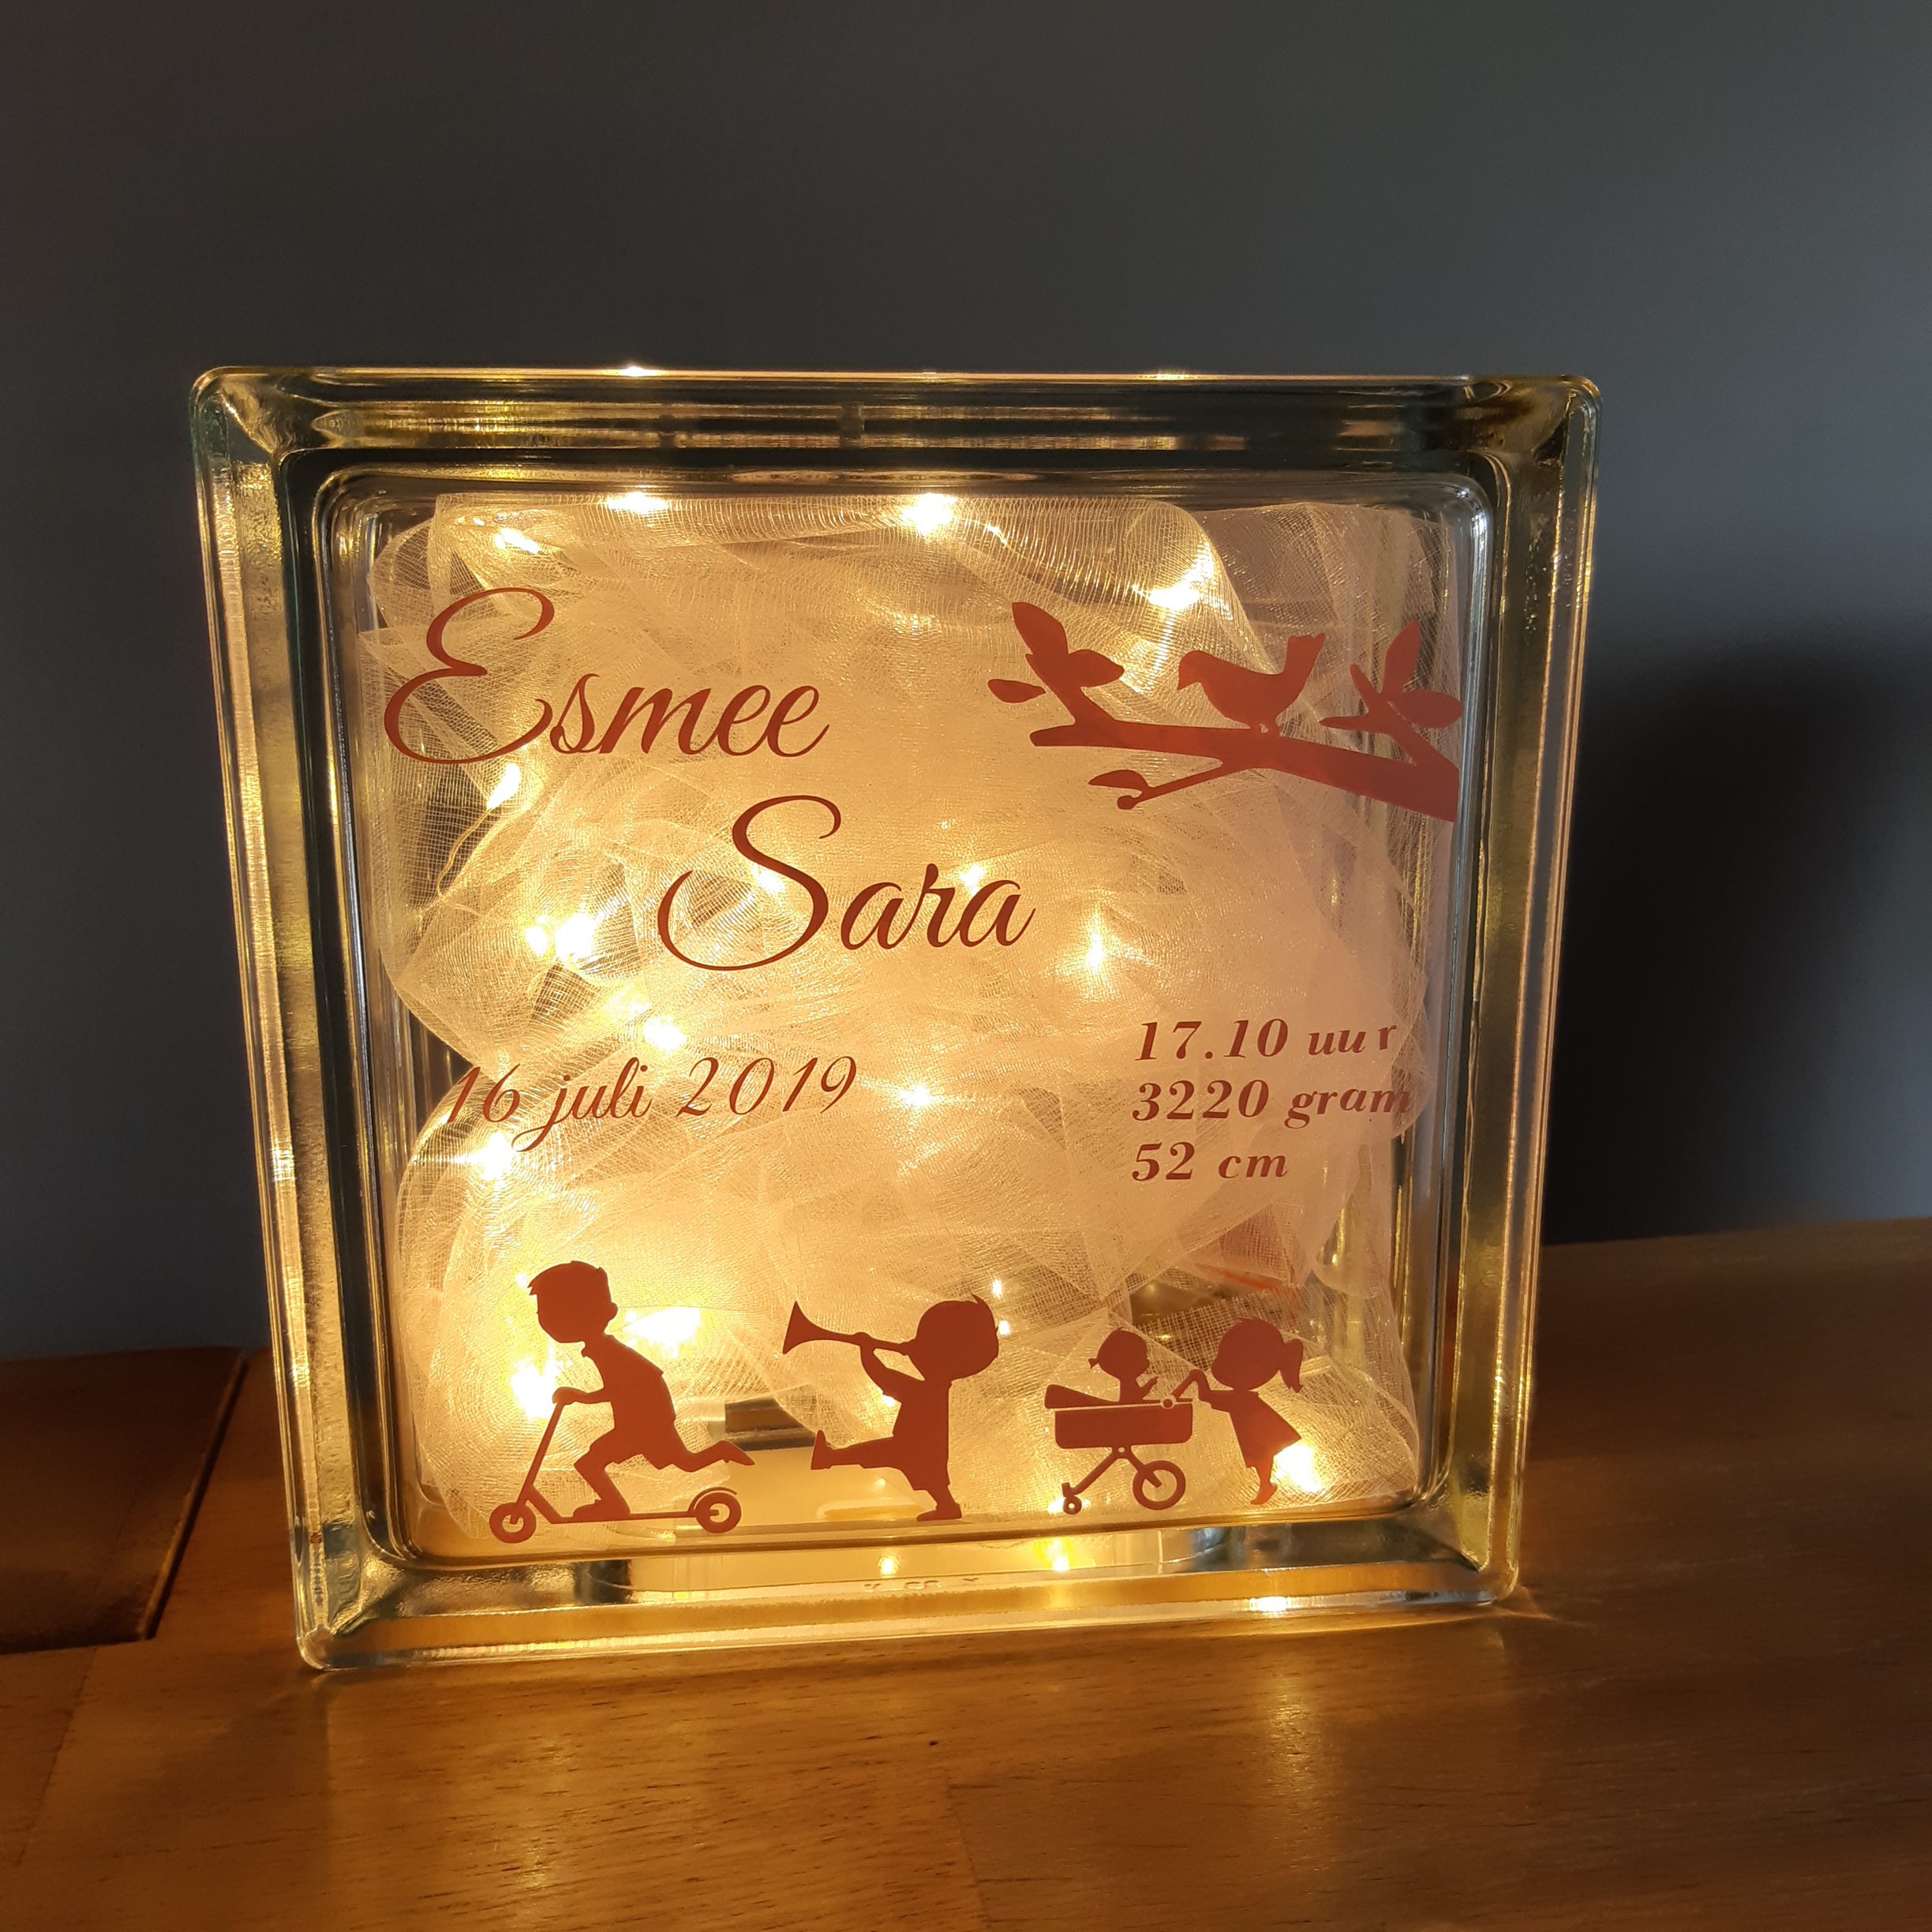 Esmee
Sara
16 juli 2019
17.10 uur
3220 gram
52 cm